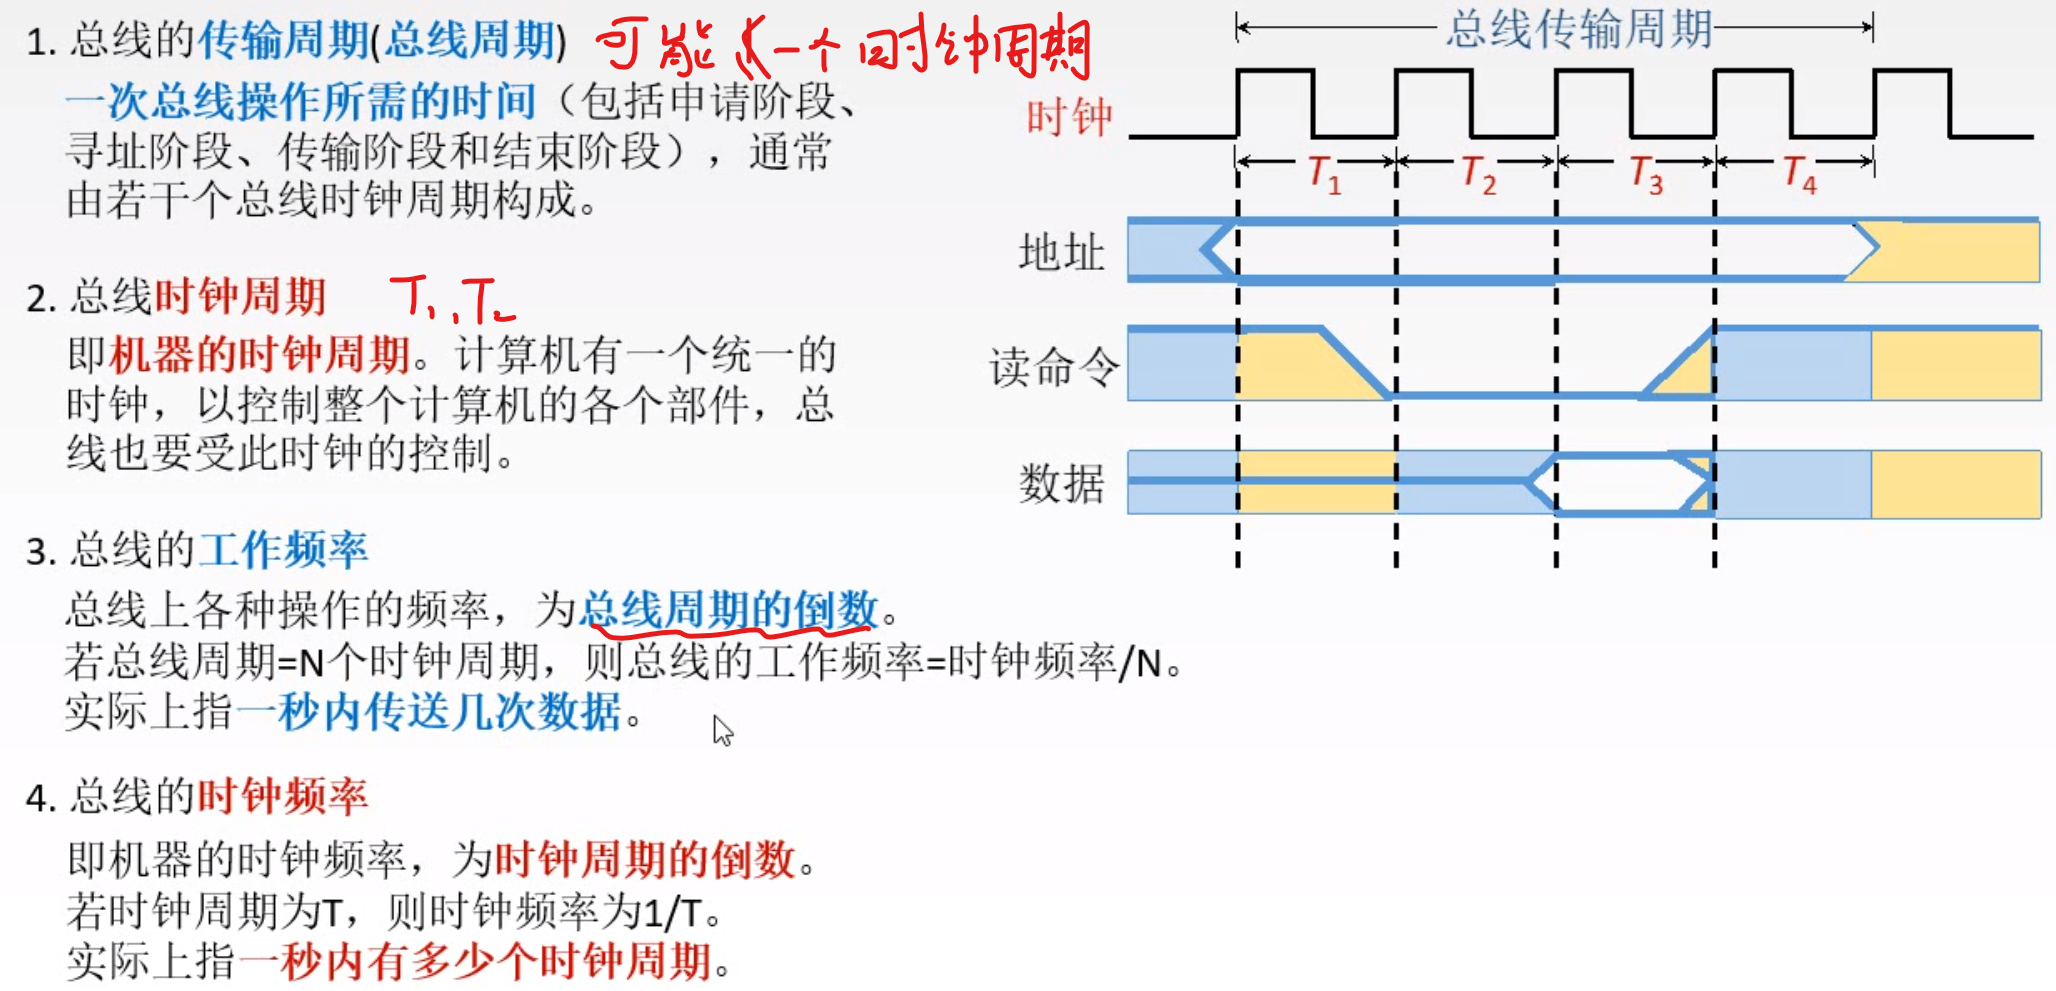 1. 总线的传输周期(总线周期) 可能 《一个时钟周期
一次总线操作所需的时间（包括申请阶段、
寻址阶段、传输阶段和结束阶段），通常
由若干个总线时钟周期构成。
2. 总线时钟周期 T₁,T₂
即机器的时钟周期。计算机有一个统一的
时钟，以控制整个计算机的各个部件，总
线也要受此时钟的控制。
3. 总线的工作频率
总线上各种操作的频率，为总线周期的倒数。
若总线周期=N个时钟周期，则总线的工作频率=时钟频率/N。
实际上指一秒内传送几次数据。
4. 总线的时钟频率
即机器的时钟频率，为时钟周期的倒数。
若时钟周期为T，则时钟频率为1/T。
实际上指一秒内有多少个时钟周期。
总线传输周期
时钟
T₁ T₂ T₃ T₄
地址
读命令
数据